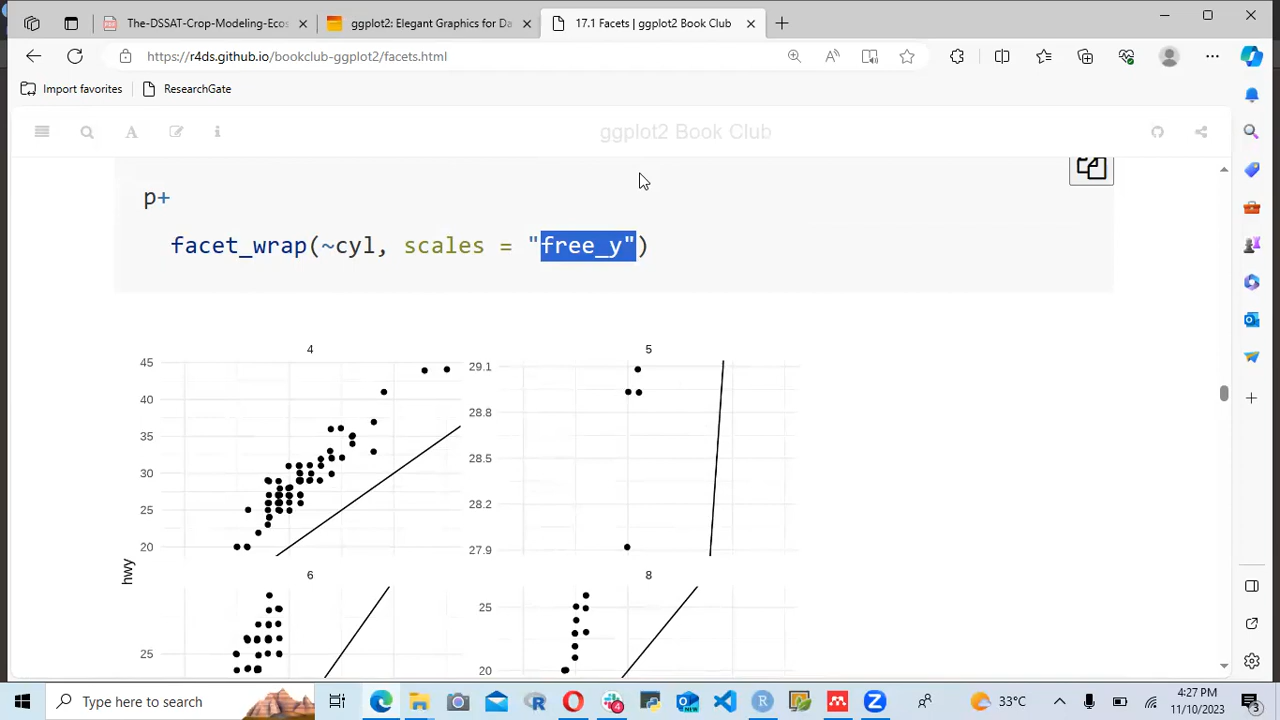 The-DSSAT-Crop-Modeling-Ecos
ggplot2: Elegant Graphics for Da
17.1 Facets | ggplot2 Book Club
https://r4ds.github.io/bookclub-ggplot2/facets.html
Import favorites
ResearchGate
ggplot2 Book Club
p+
facet_wrap(~cyl, scales = "free_y")
4
5
45
40
35
30
25
20
29.1
28.8
28.5
28.2
27.9
hwy
6
8
25
25
20
Type here to search
33°C
4:27 PM
11/10/2023
3